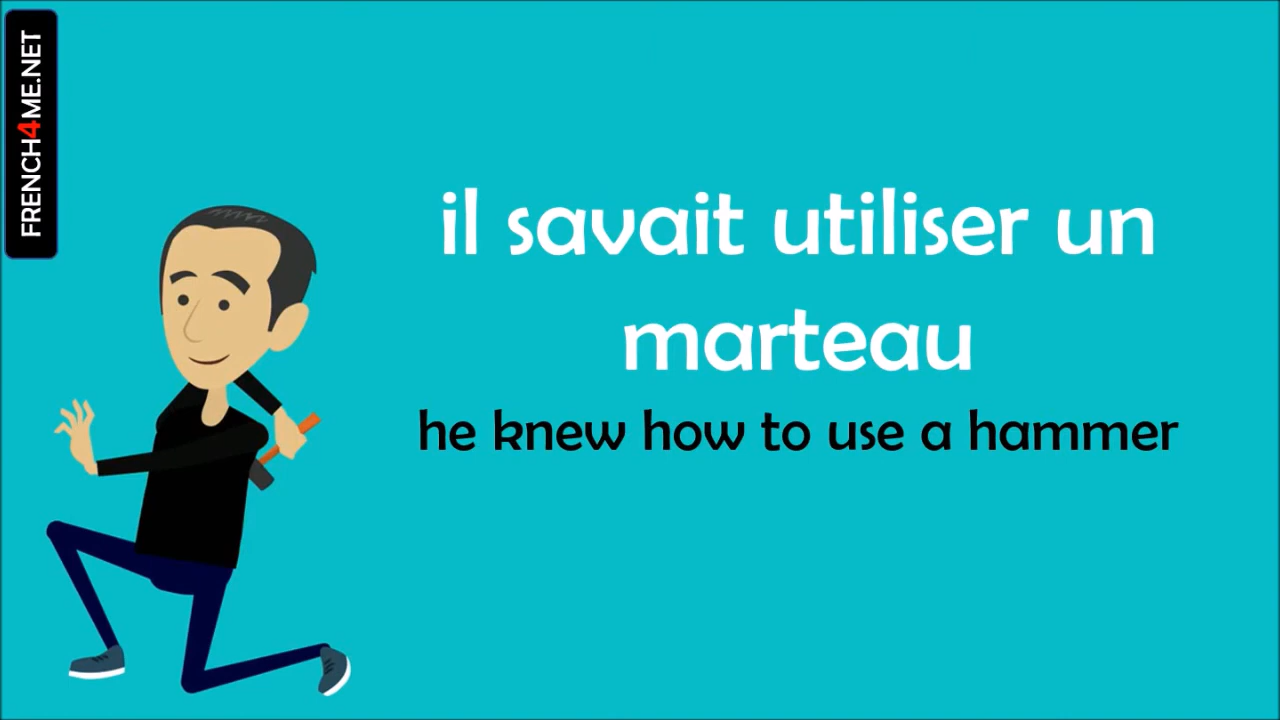 FRENCH4ME.NET
il savait utiliser un
marteau
he knew how to use a hammer